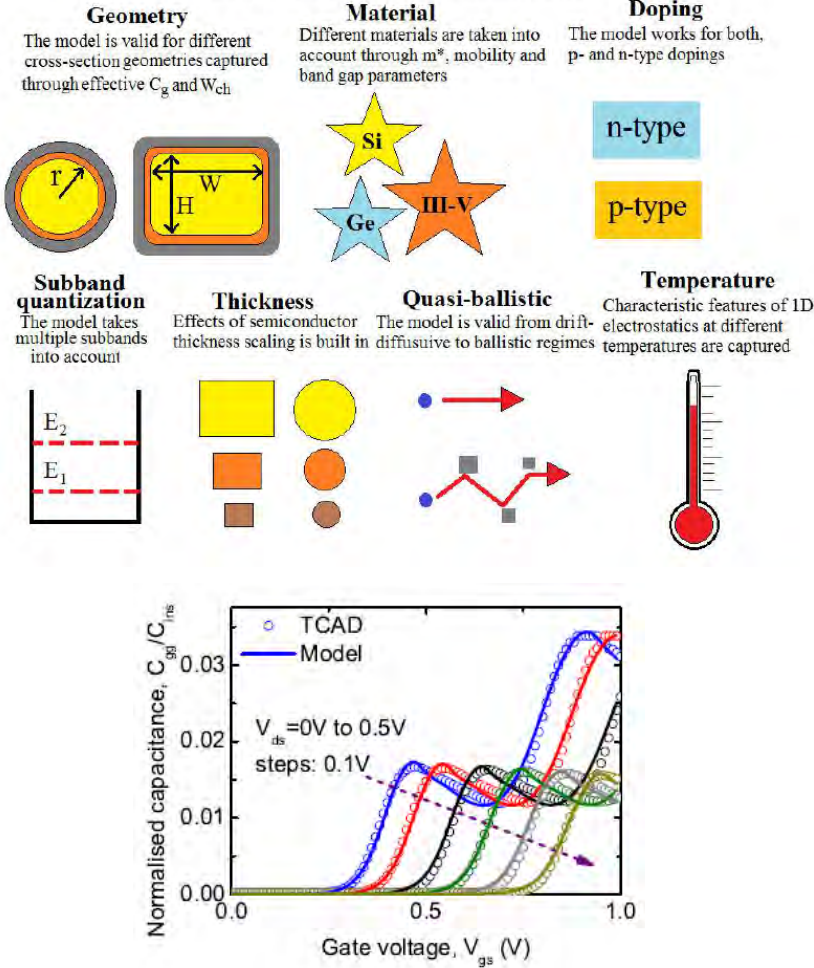 Geometry
The model is valid for different
cross-section geometries captured
through effective Cg and Wch
Material
Different materials are taken into
account through m*, mobility and
band gap parameters
Doping
The model works for both,
p- and n-type dopings
r
W
H
Si
Ge
III-V
n-type
p-type
Subband
quantization
The model takes
multiple subbands
into account
E2
E1
Thickness
Effects of semiconductor
thickness scaling is built in
Quasi-ballistic
The model is valid from drift-
diffusuive to ballistic regimes
Temperature
Characteristic features of 1D
electrostatics at different
temperatures are captured
Normalised capacitance, Cgg/Cins
0.03
0.02
0.01
0.00
TCAD
Model
Vds=0V to 0.5V
steps: 0.1V
0.0 0.5 1.0
Gate voltage, Vgs (V)